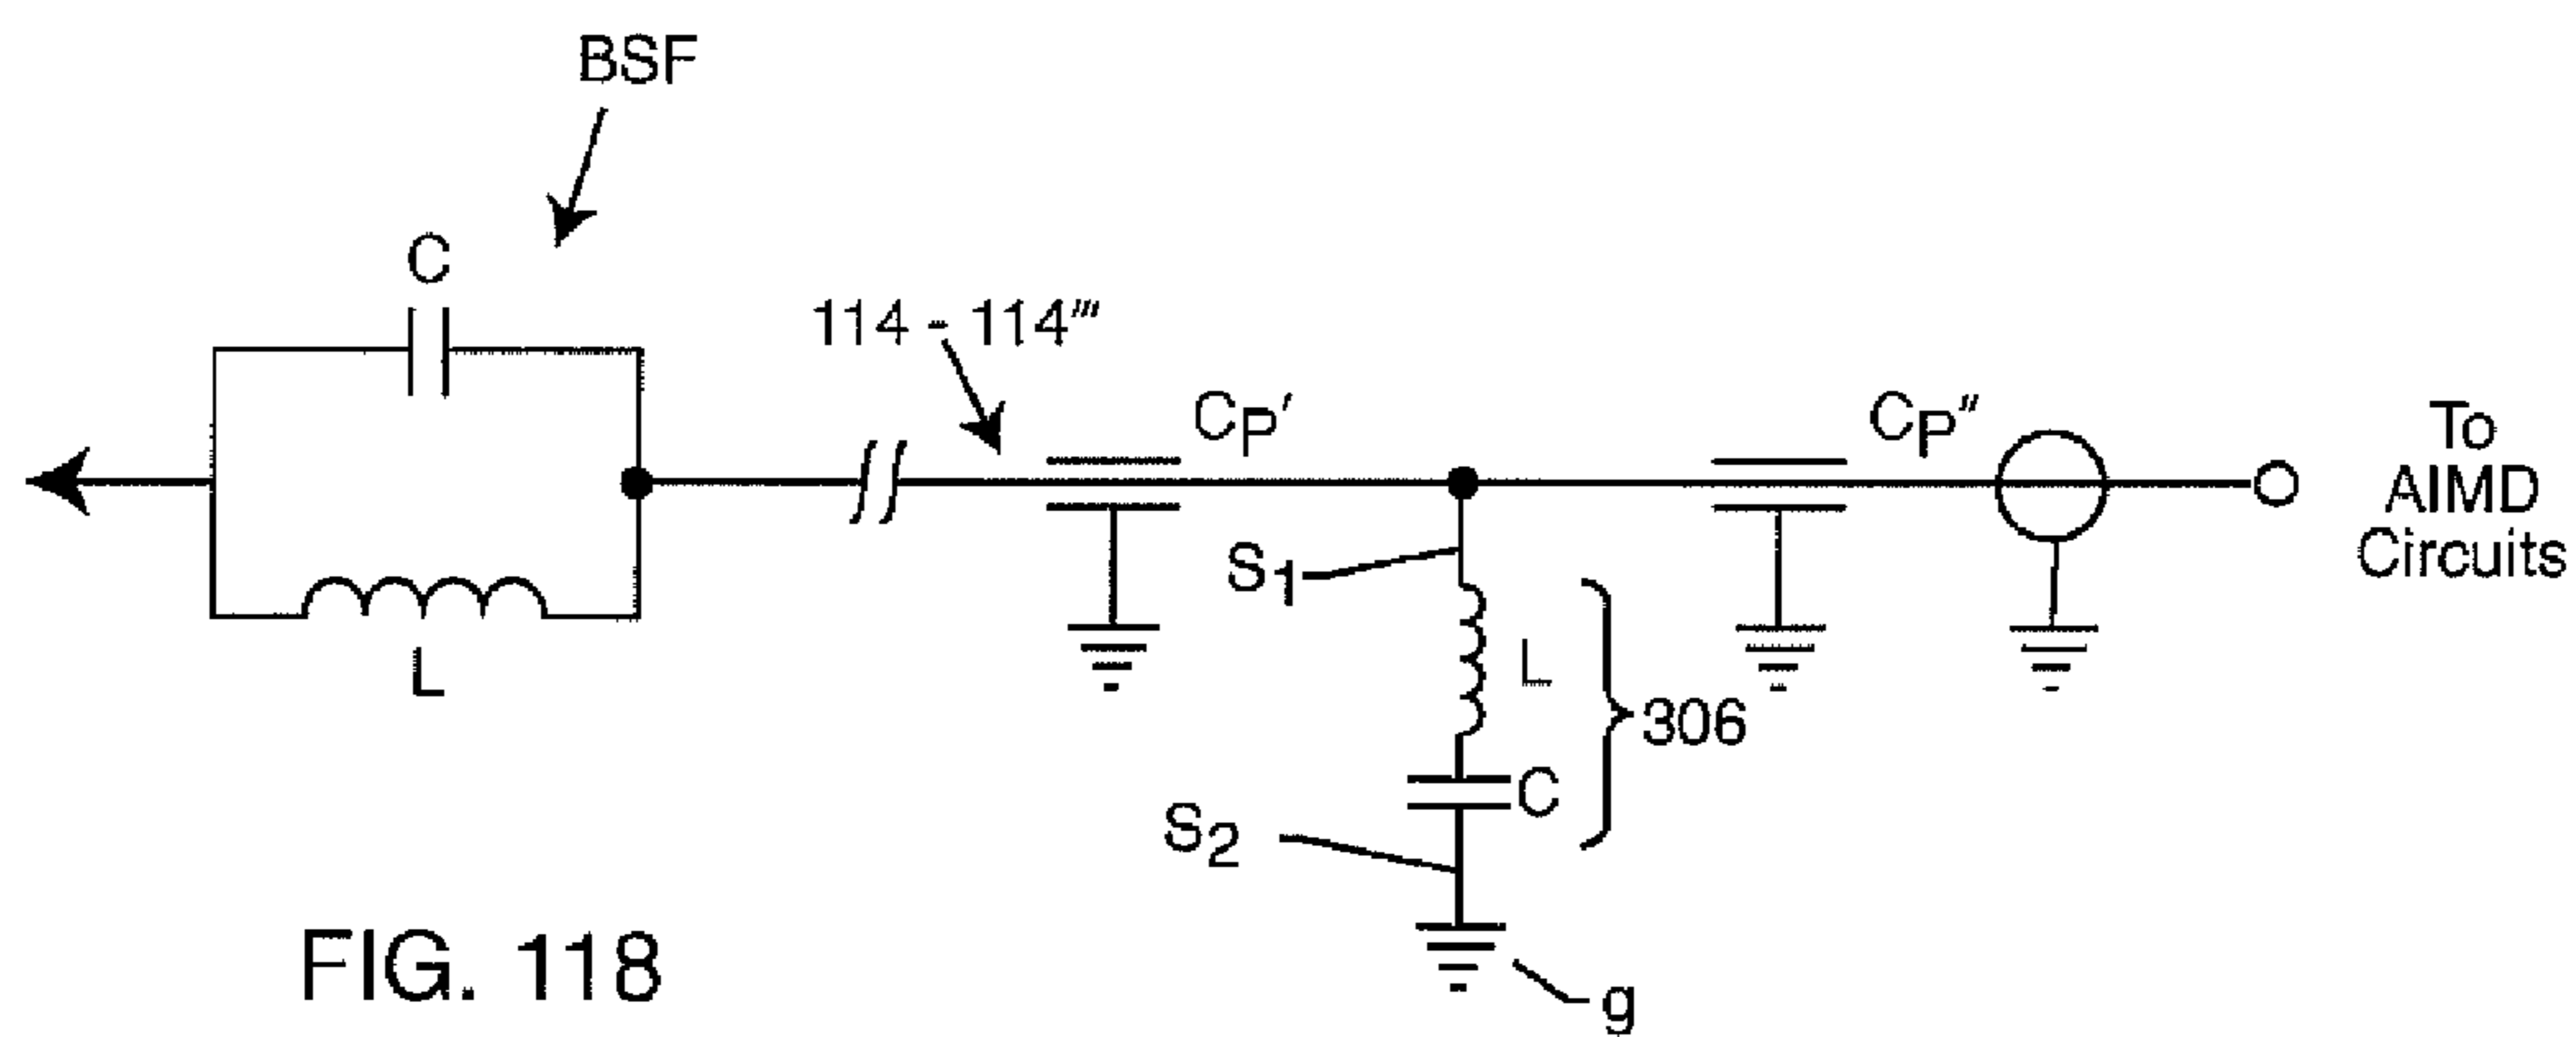 BSF
C
114 - 114‴
CP′
CP″
To
AIMD
Circuits
S1
L
L
306
C
S2
FIG. 118
g